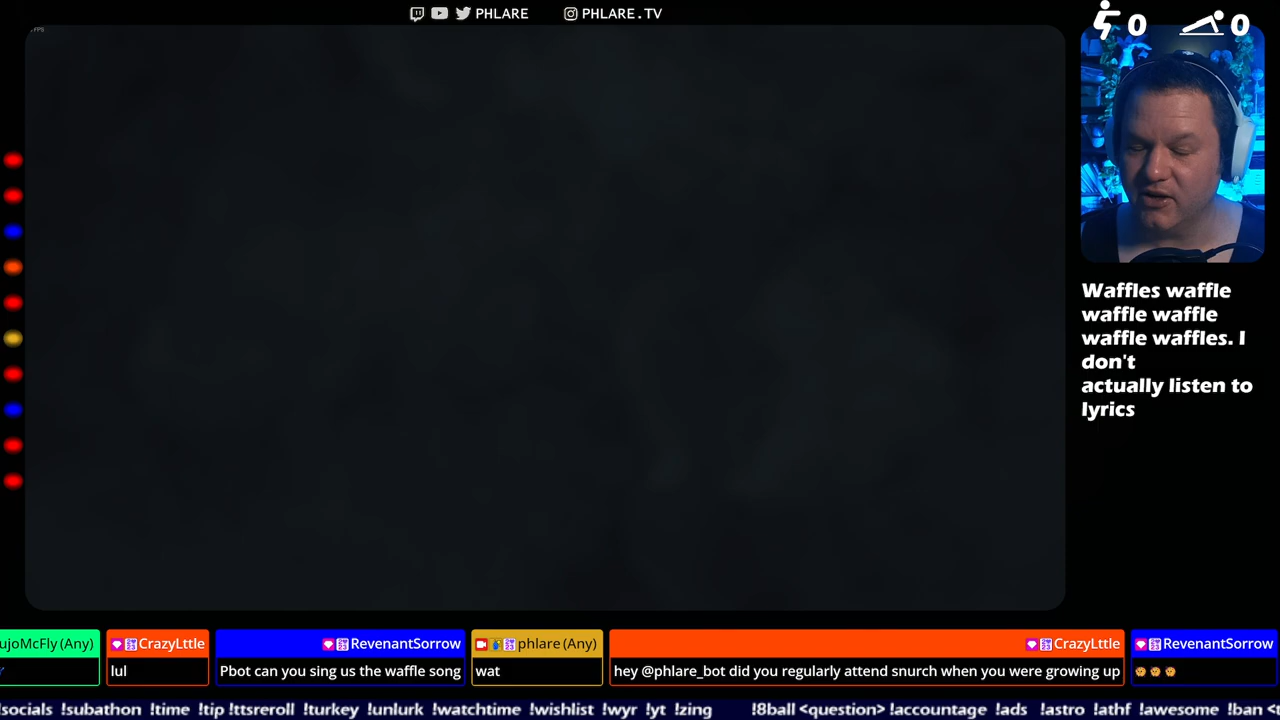 PHLARE PHLARE.TV
0 0
FPS
Waffles waffle
waffle waffle
waffle waffles. I
don't
actually listen to
lyrics
ujoMcFly (Any)
r
CrazyLttle
lul
RevenantSorrow
Pbot can you sing us the waffle song
phlare (Any)
wat
CrazyLttle
hey @phlare_bot did you regularly attend snurch when you were growing up
RevenantSorrow
!socials !subathon !time !tip !ttsreroll !turkey !unlurk !watchtime !wishlist !wyr !yt !zing !8ball <question> !accountage !ads !astro !athf !awesome !ban <t